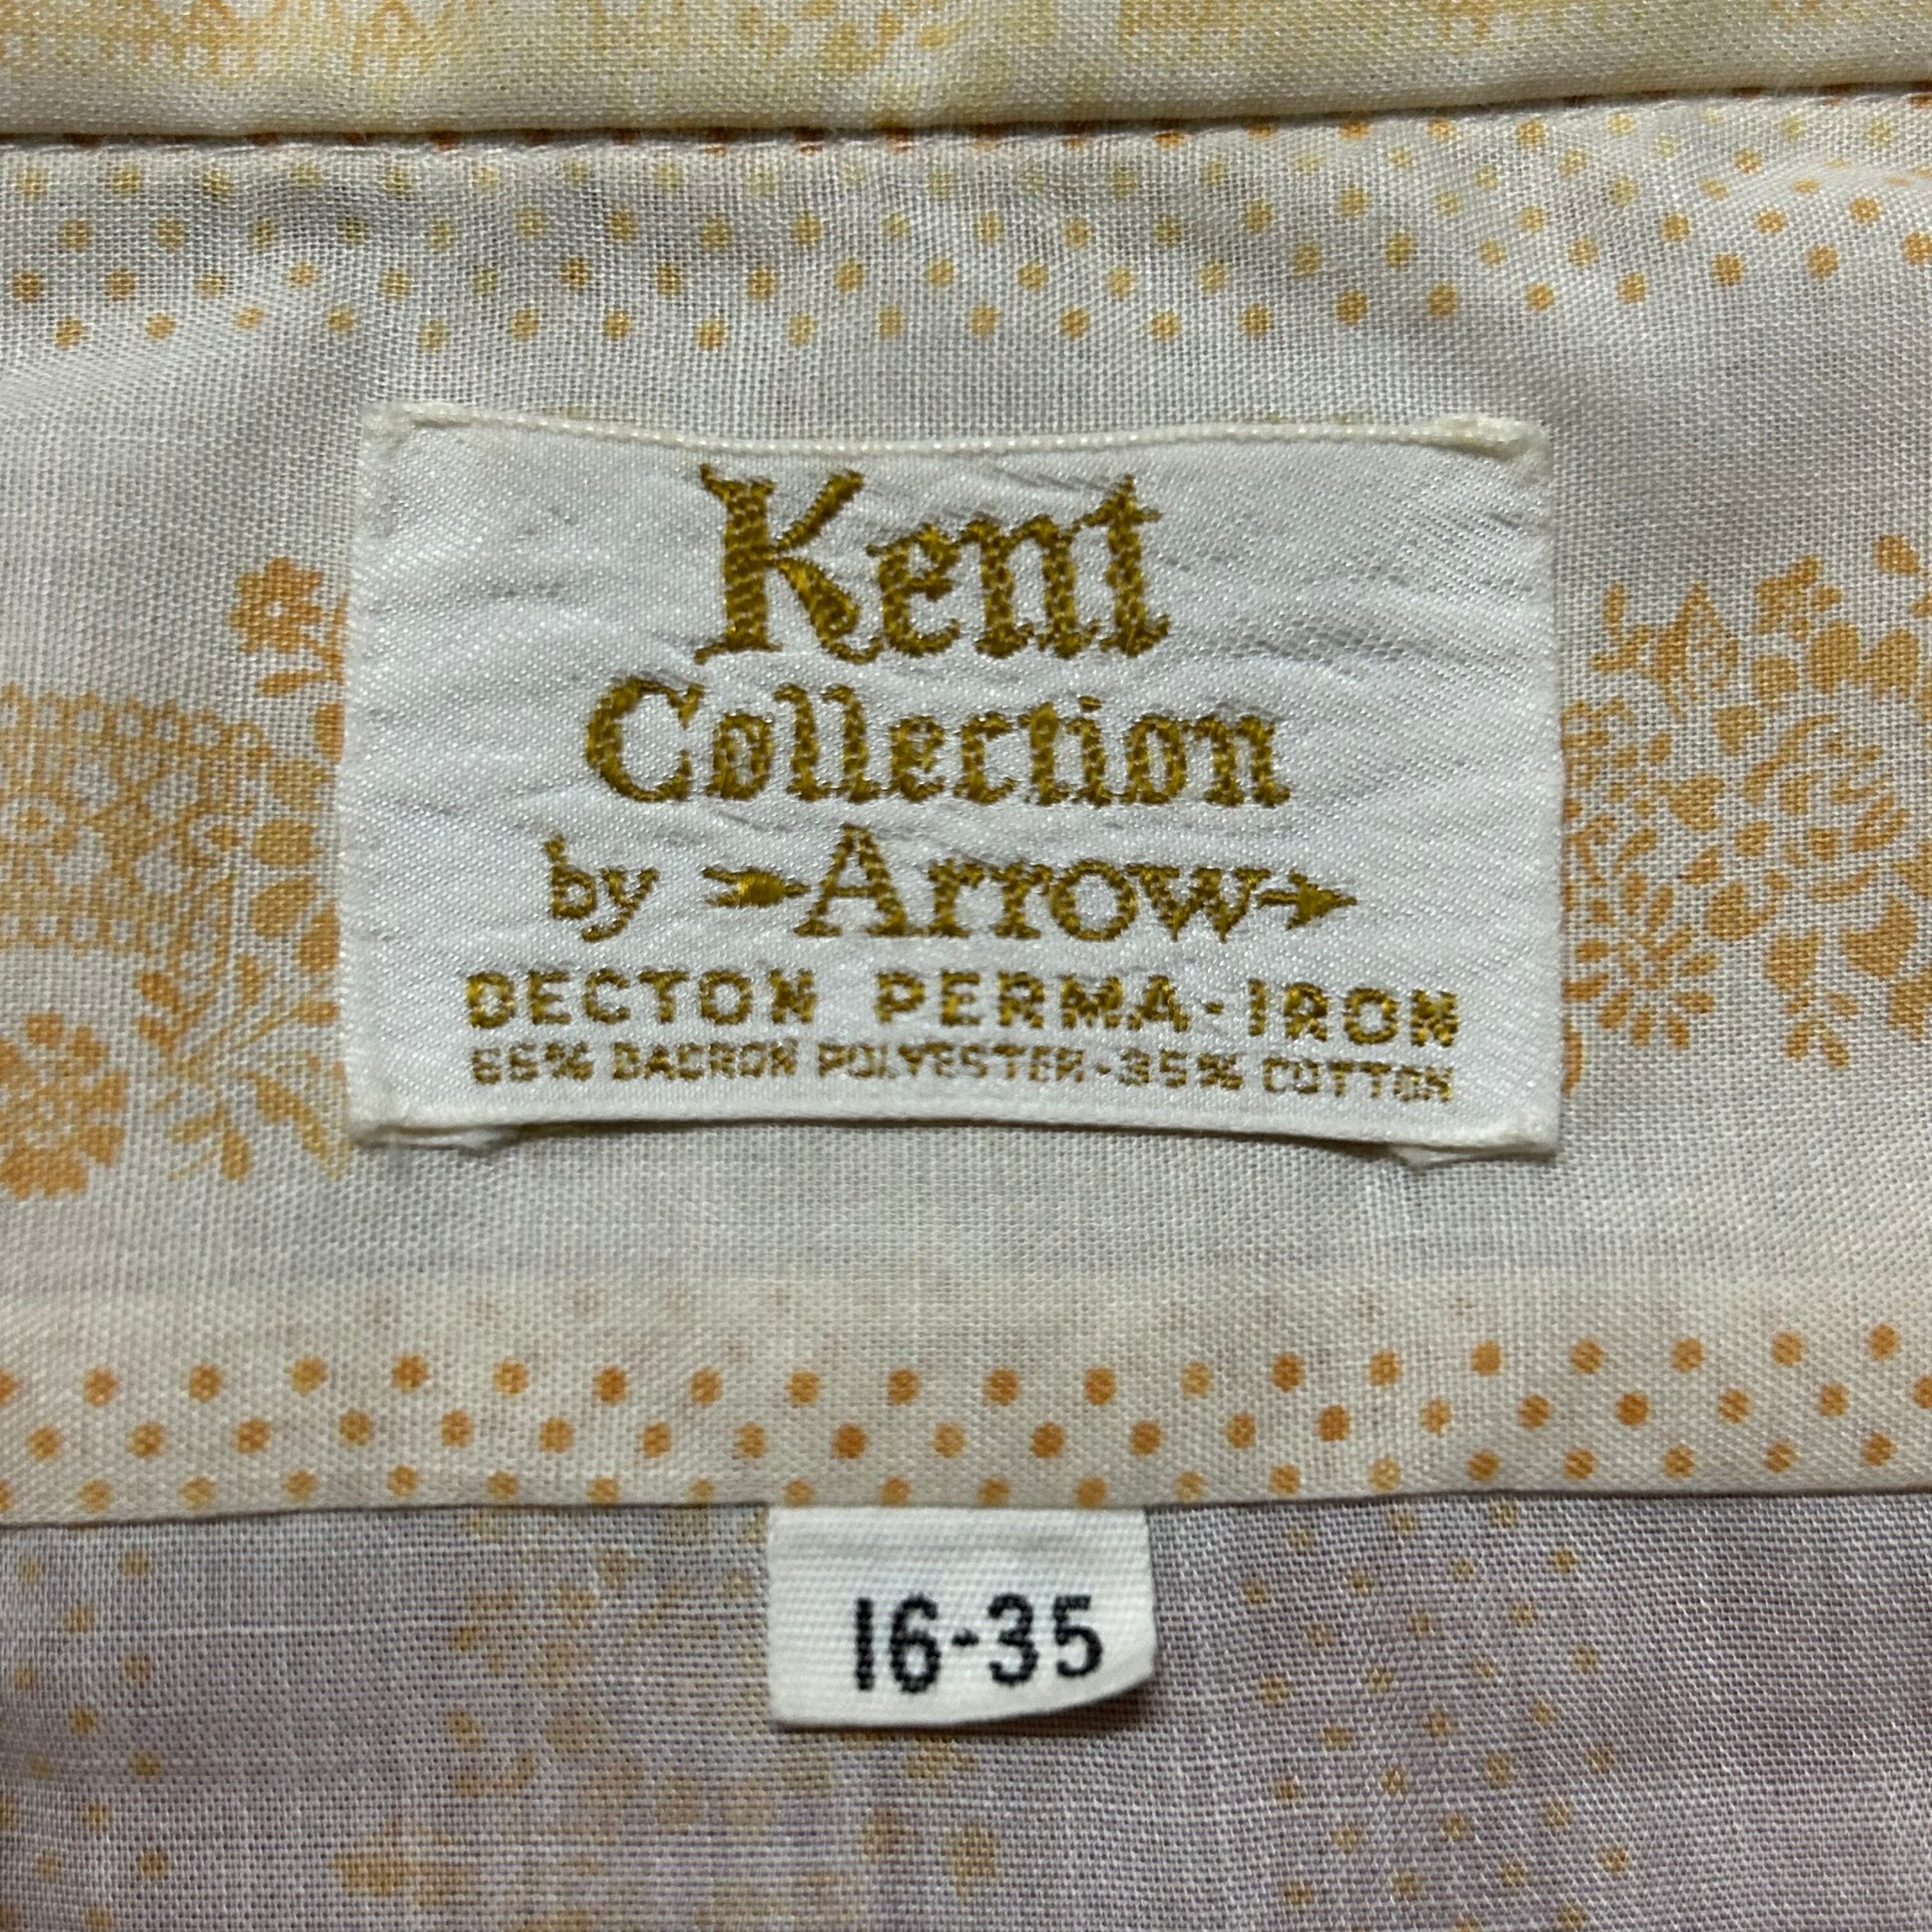 Kent
Collection
by Arrow
DECTON PERMA-IRON
65% DACRON POLYESTER-35% COTTON
16-35